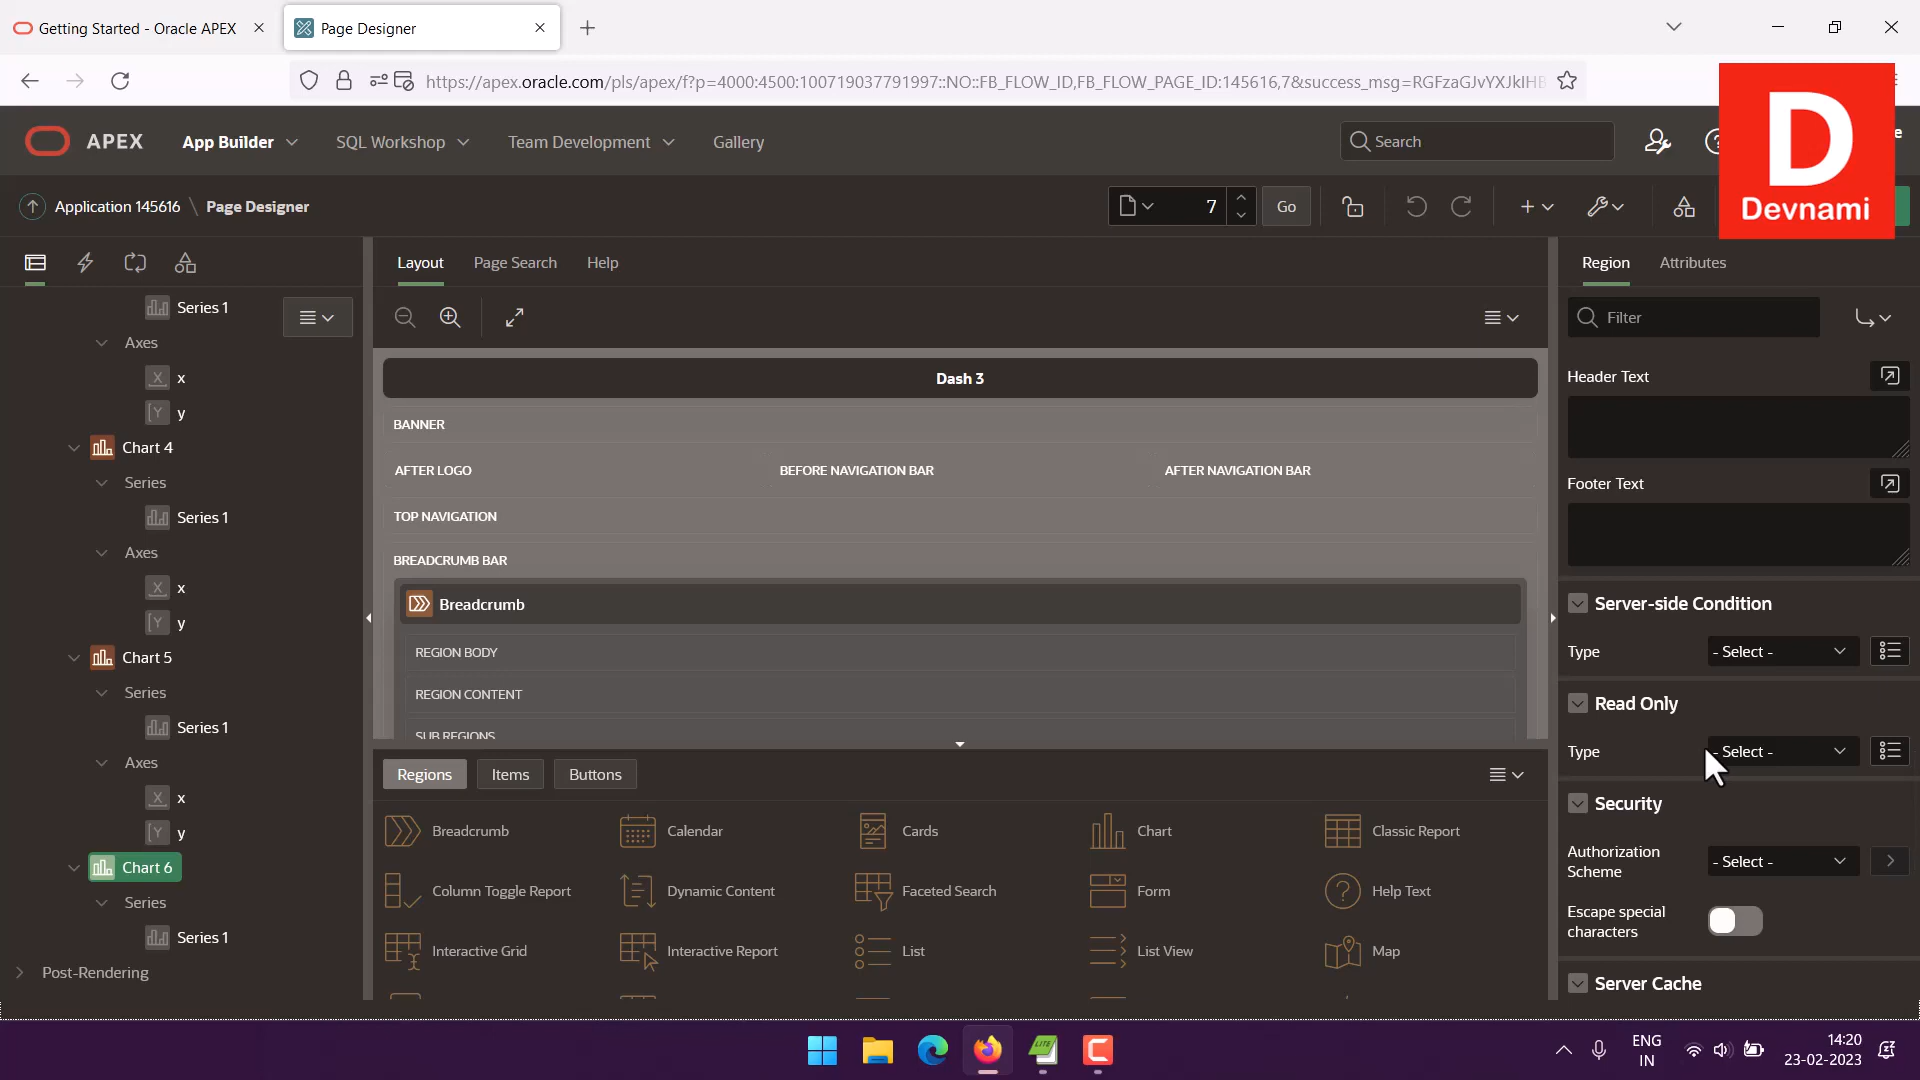 Getting Started - Oracle APEX
Page Designer
https://apex.oracle.com/pls/apex/f?p=4000:4500:100719037791997::NO::FB_FLOW_ID,FB_FLOW_PAGE_ID:145616,7&success_msg=RGFzaGJvYXJkIHB
D
Devnami
APEX
App Builder
SQL Workshop
Team Development
Gallery
Search
e
Application 145616 \ Page Designer
7
Go
Layout
Page Search
Help
Region
Attributes
Filter
Series 1
Axes
x
y
Chart 4
Series
Series 1
Axes
x
y
Chart 5
Series
Series 1
Axes
x
y
Chart 6
Series
Series 1
Post-Rendering
Dash 3
BANNER
AFTER LOGO
BEFORE NAVIGATION BAR
AFTER NAVIGATION BAR
TOP NAVIGATION
BREADCRUMB BAR
Breadcrumb
REGION BODY
REGION CONTENT
SUB REGIONS
Regions
Items
Buttons
Breadcrumb
Calendar
Cards
Chart
Classic Report
Column Toggle Report
Dynamic Content
Faceted Search
Form
Help Text
Interactive Grid
Interactive Report
List
List View
Map
Header Text
Footer Text
Server-side Condition
Type
- Select -
Read Only
Type
- Select -
Security
Authorization
Scheme
- Select -
Escape special
characters
Server Cache
LITE
ENG
IN
14:20
23-02-2023